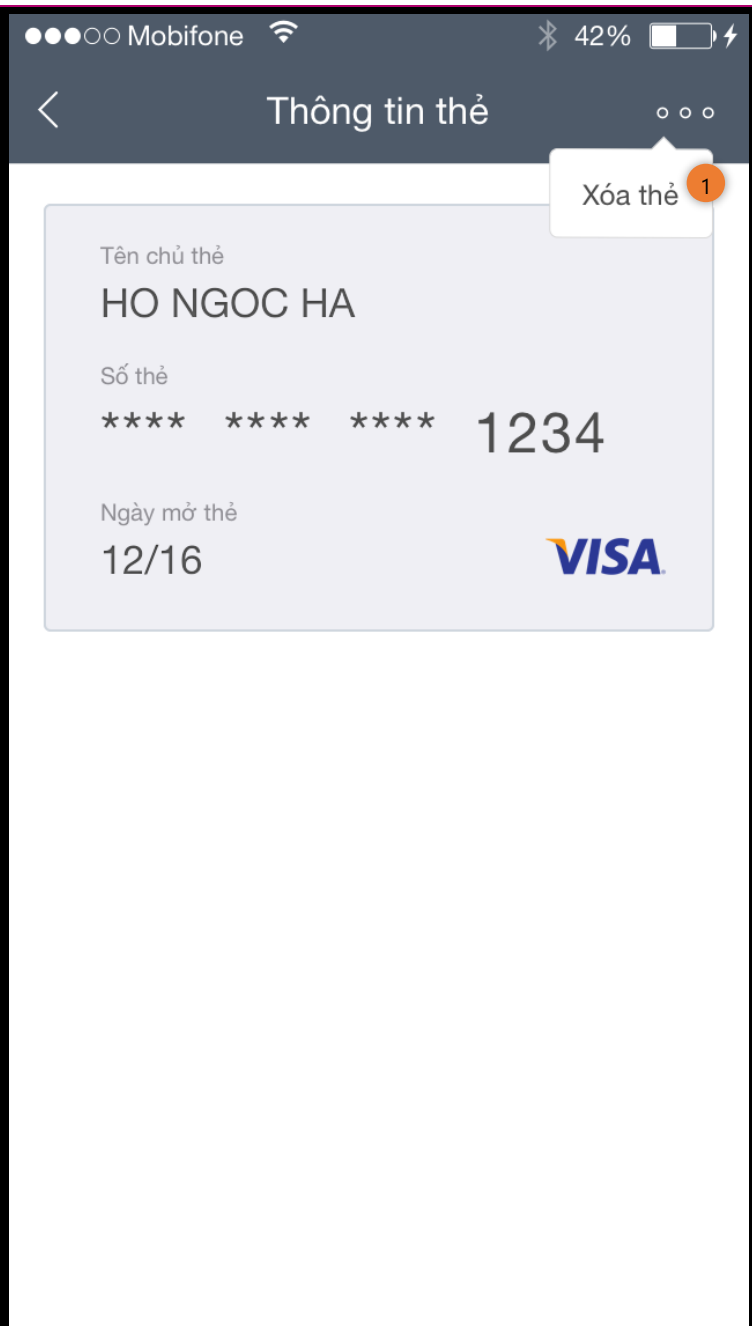 Mobifone 42%
Thông tin thẻ
Xóa thẻ 1
Tên chủ thẻ
HO NGOC HA
Số thẻ
**** **** **** 1234
Ngày mở thẻ
12/16 VISA